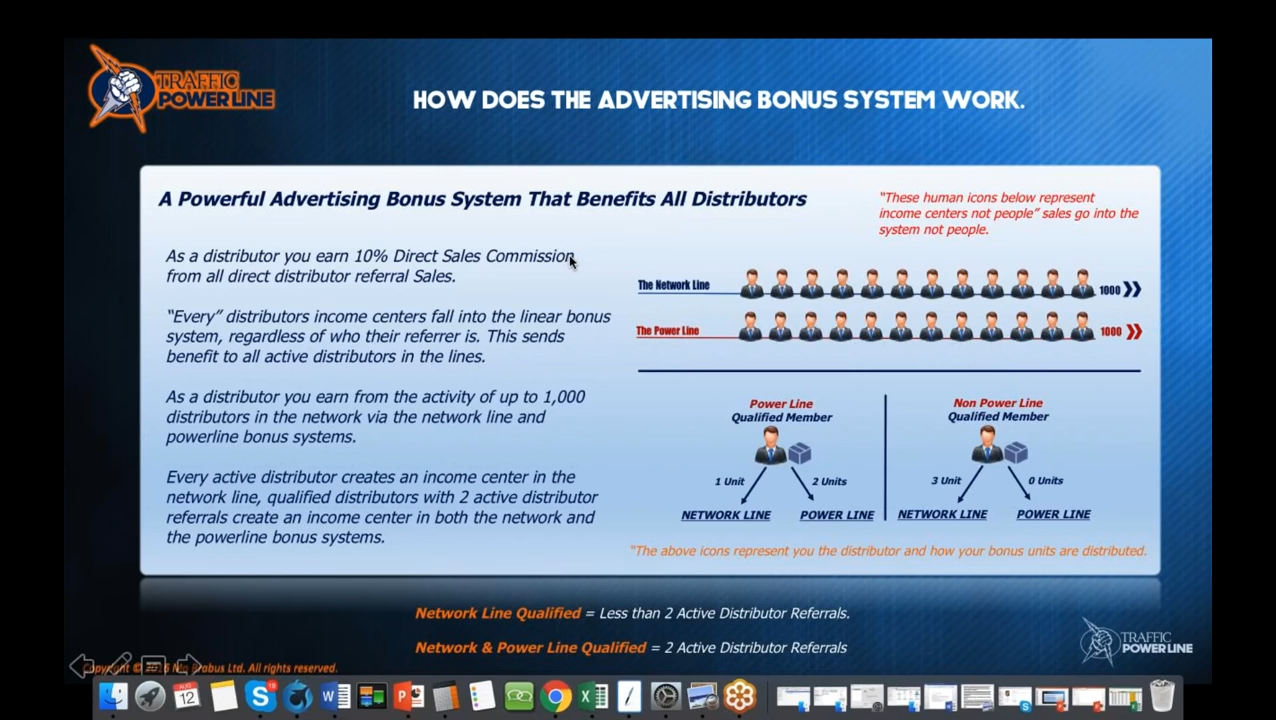 TRAFFIC
POWERLINE
HOW DOES THE ADVERTISING BONUS SYSTEM WORK.
A Powerful Advertising Bonus System That Benefits All Distributors
"These human icons below represent
income centers not people" sales go into the
system not people.
As a distributor you earn 10% Direct Sales Commission
from all direct distributor referral Sales.
"Every" distributors income centers fall into the linear bonus
system, regardless of who their referrer is. This sends
benefit to all active distributors in the lines.
As a distributor you earn from the activity of up to 1,000
distributors in the network via the network line and
powerline bonus systems.
Every active distributor creates an income center in the
network line, qualified distributors with 2 active distributor
referrals create an income center in both the network and
the powerline bonus systems.
The Network Line
1000
The Power Line
1000
Power Line
Qualified Member
1 Unit
2 Units
NETWORK LINE
POWER LINE
Non Power Line
Qualified Member
3 Unit
0 Units
NETWORK LINE
POWER LINE
"The above icons represent you the distributor and how your bonus units are distributed.
Network Line Qualified = Less than 2 Active Distributor Referrals.
Network & Power Line Qualified = 2 Active Distributor Referrals
TRAFFIC
POWERLINE
Copyright © Ltd. All rights reserved.
AUG
12